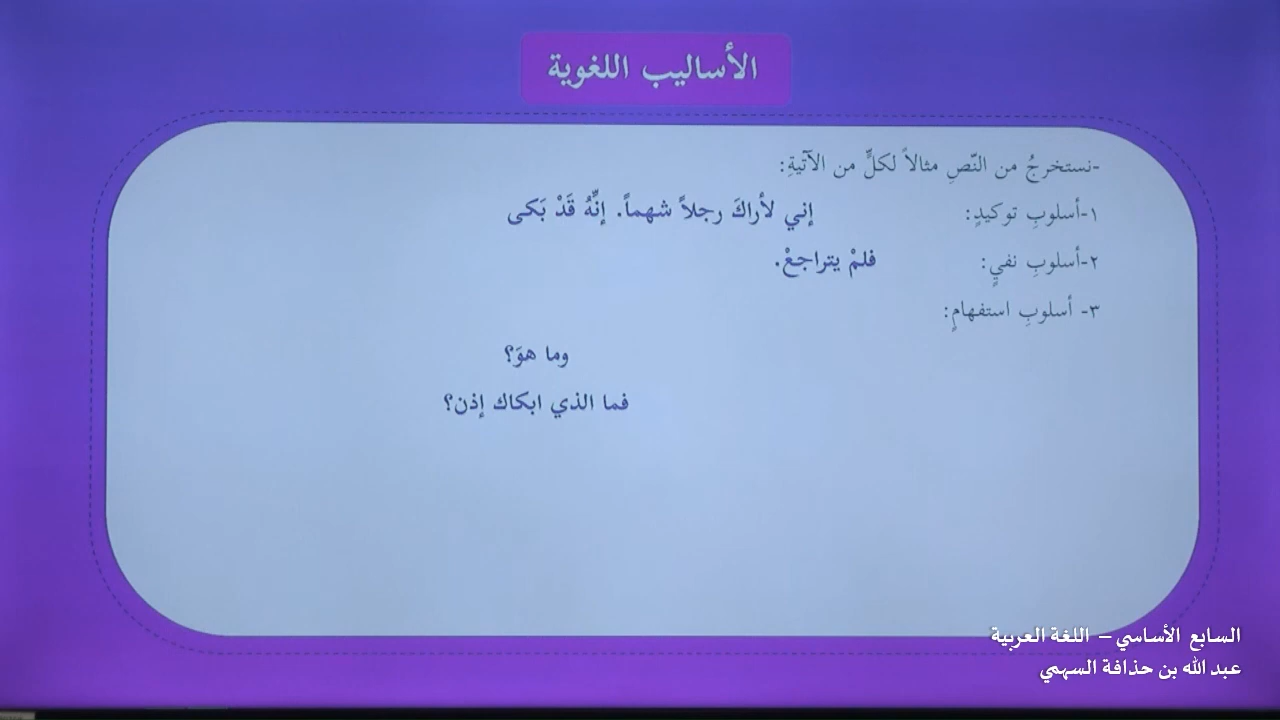 الأساليب اللغوية
-نستخرجُ من النّصِ مثالاً لكلٍّ من الآتيةِ:
١-أسلوبِ توكيدٍ: إني لأراكَ رجلاً شهماً. إنَّهُ قَدْ بَكى
٢-أسلوبِ نفيٍ: فلمْ يتراجعْ.
٣- أسلوبِ استفهامٍ:
وما هوَ؟
فما الذي ابكاك إذن؟
السابع الأساسي – اللغة العربية
عبد الله بن حذافة السهمي